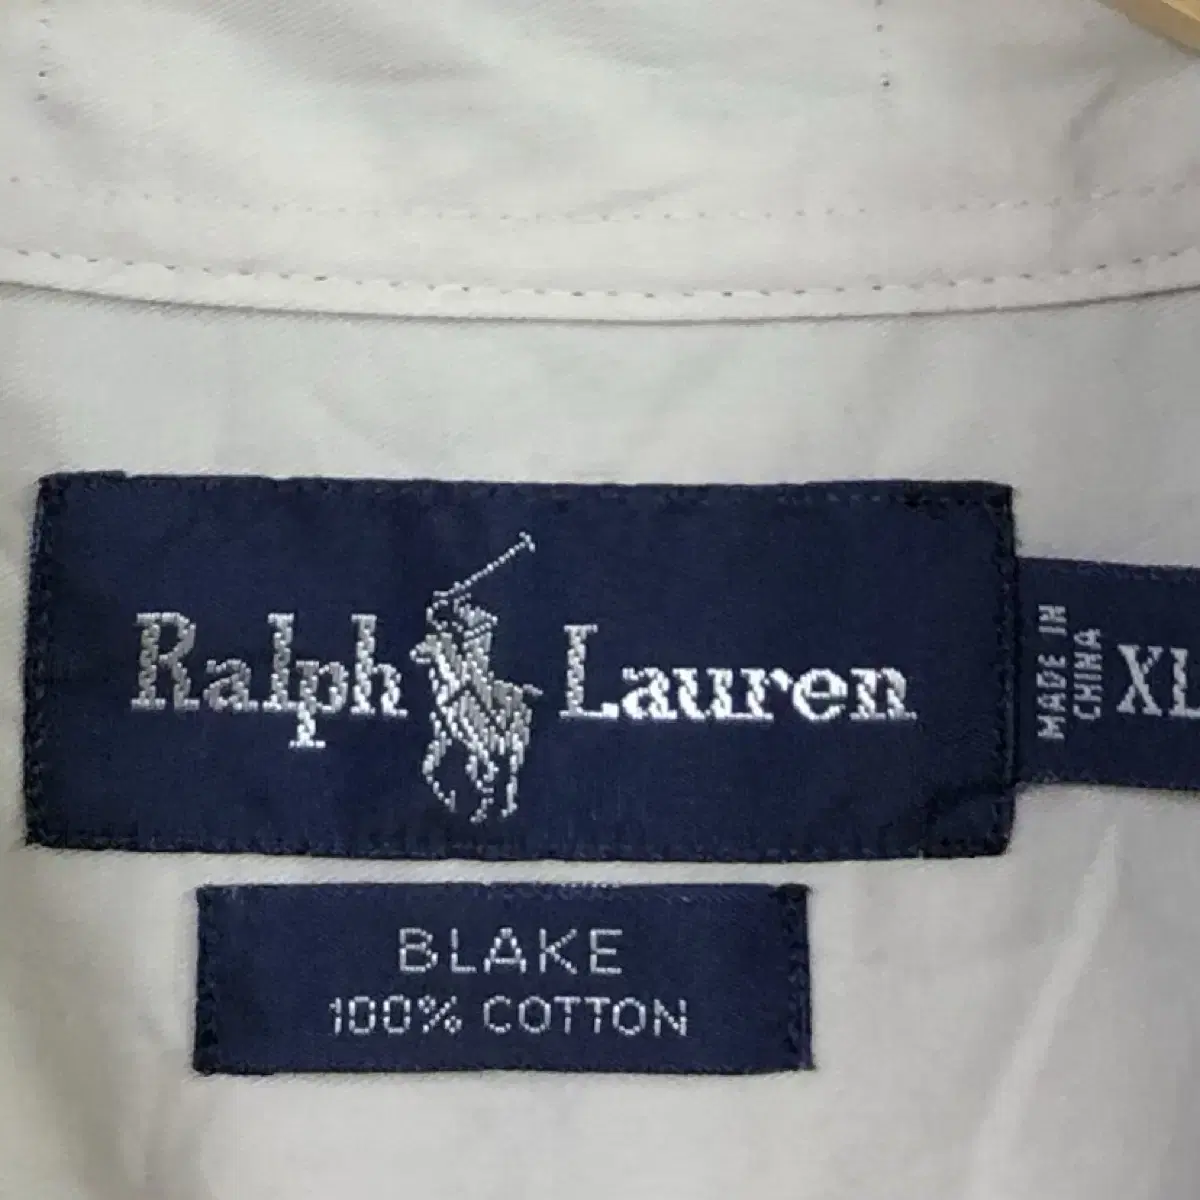 Ralph Lauren
MADE IN
CHINA
XL
BLAKE
100% COTTON